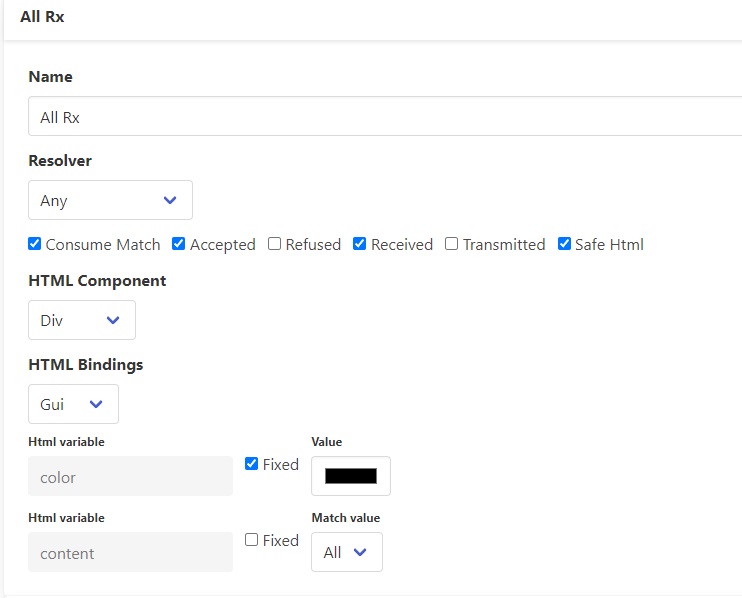 All Rx
Name
All Rx
Resolver
Any
Consume Match Accepted Refused Received Transmitted Safe Html
HTML Component
Div
HTML Bindings
Gui
Html variable Value
color Fixed
Html variable Match value
content Fixed All